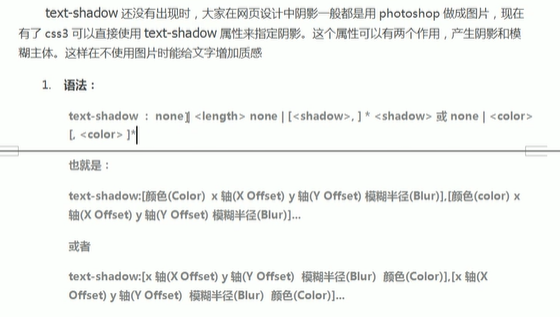 text-shadow 还没有出现时，大家在网页设计中阴影一般都是用 photoshop 做成图片，现在
有了 css3 可以直接使用 text-shadow 属性来指定阴影。这个属性可以有两个作用，产生阴影和模
糊主体。这样在不使用图片时能给文字增加质感
1. 语法：
text-shadow ： none | <length> none | [<shadow>, ] * <shadow> 或 none | <color>
[, <color> ]*
也就是：
text-shadow:[颜色(Color) x 轴(X Offset) y 轴(Y Offset) 模糊半径(Blur)],[颜色(color) x
轴(X Offset) y 轴(Y Offset) 模糊半径(Blur)]...
或者
text-shadow:[x 轴(X Offset) y 轴(Y Offset) 模糊半径(Blur) 颜色(Color)],[x 轴(X
Offset) y 轴(Y Offset) 模糊半径(Blur) 颜色(Color)]...